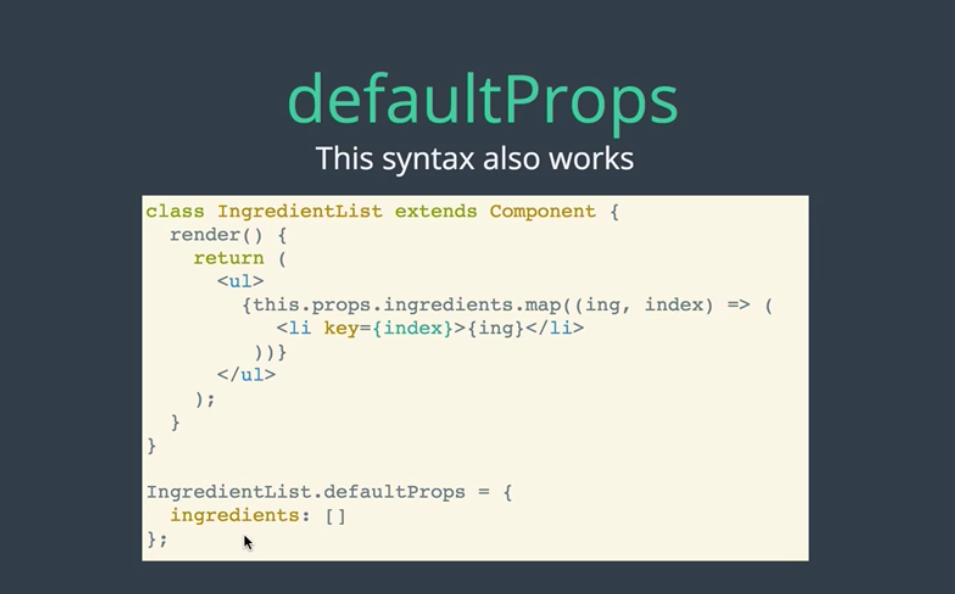 defaultProps
This syntax also works
class IngredientList extends Component {
  render() {
    return (
      <ul>
        {this.props.ingredients.map((ing, index) => (
           <li key={index}>{ing}</li>
         ))}
      </ul>
    );
  }
}

IngredientList.defaultProps = {
  ingredients: []
};